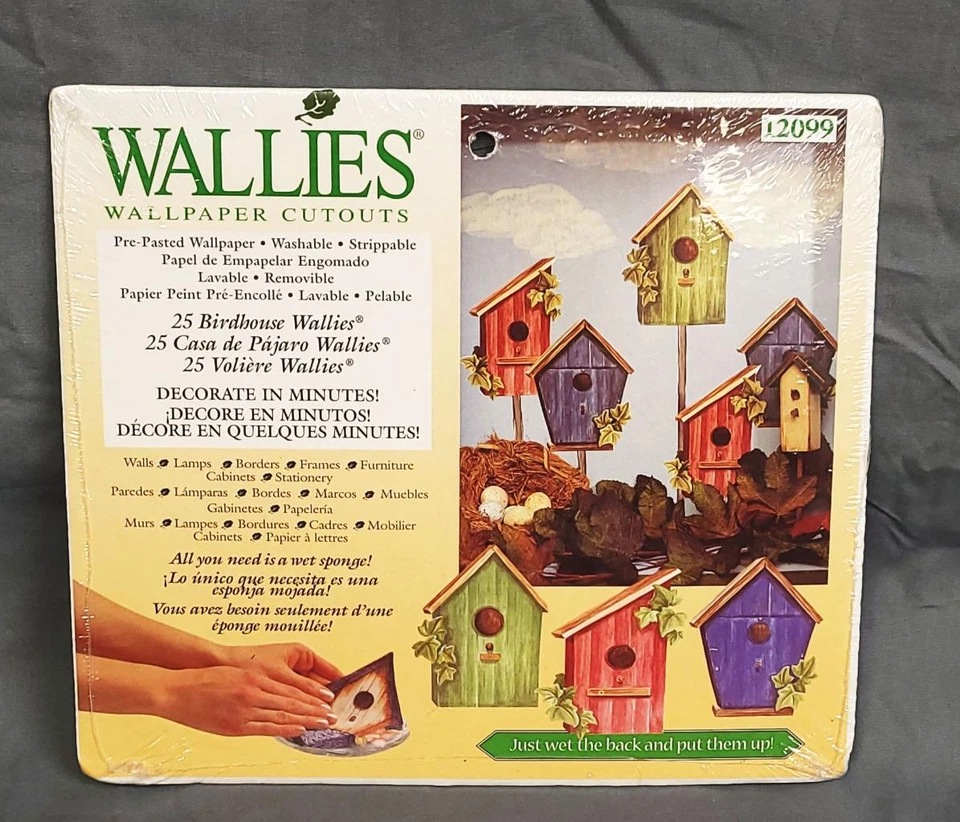 WALLIES®
WALLPAPER CUTOUTS
Pre-Pasted Wallpaper • Washable • Strippable
Papel de Empapelar Engomado
Lavable • Removible
Papier Peint Pré-Encollé • Lavable • Pelable
25 Birdhouse Wallies®
25 Casa de Pájaro Wallies®
25 Volière Wallies®
DECORATE IN MINUTES!
¡DECORE EN MINUTOS!
DÉCORE EN QUELQUES MINUTES!
Walls Lamps Borders Frames Furniture
Cabinets Stationery
Paredes Lámparas Bordes Marcos Muebles
Gabinetes Papelería
Murs Lampes Bordures Cadres Mobilier
Cabinets Papier à lettres
All you need is a wet sponge!
¡Lo único que necesita es una
esponja mojada!
Vous avez besoin seulement d'une
éponge mouillée!
12099
Just wet the back and put them up!